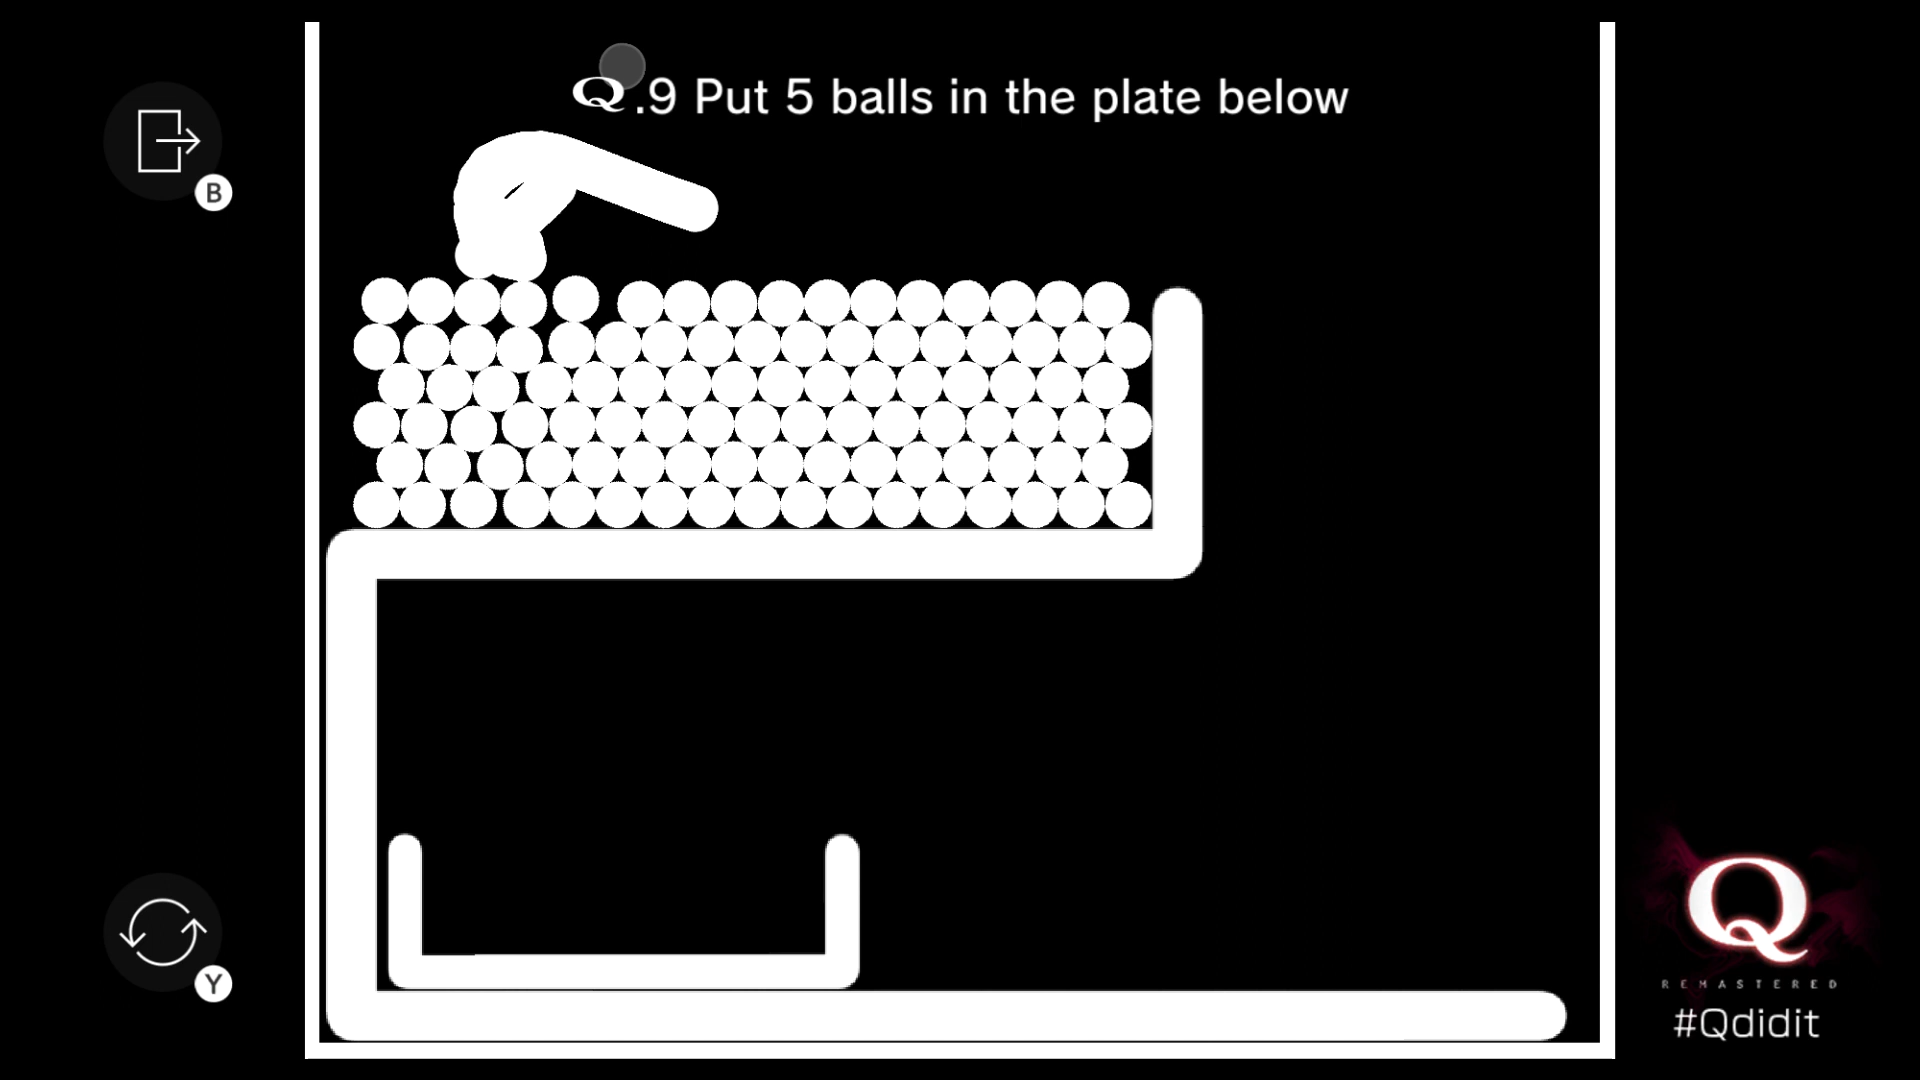 Q.9 Put 5 balls in the plate below
B
Y
Q
REMASTERED
#Qdidit